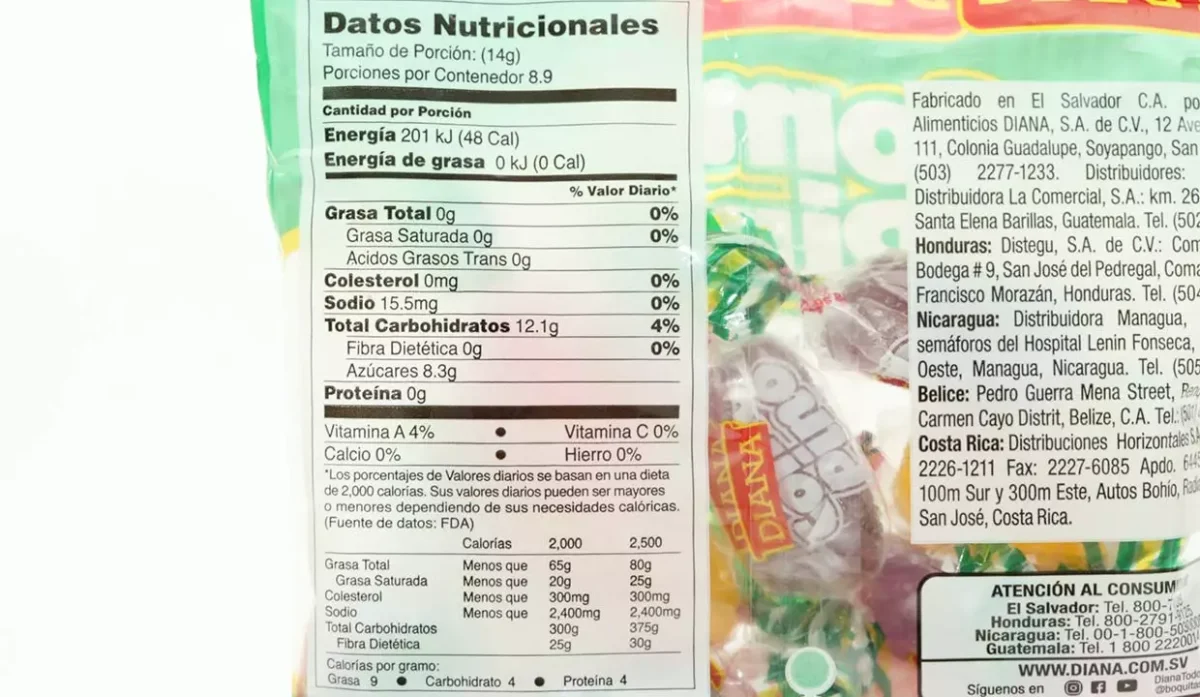 Datos Nutricionales
Tamaño de Porción: (14g)
Porciones por Contenedor 8.9
Cantidad por Porción
Energía 201 kJ (48 Cal)
Energía de grasa 0 kJ (0 Cal)
% Valor Diario*
Grasa Total 0g 0%
Grasa Saturada 0g 0%
Acidos Grasos Trans 0g
Colesterol 0mg 0%
Sodio 15.5mg 0%
Total Carbohidratos 12.1g 4%
Fibra Dietética 0g 0%
Azúcares 8.3g
Proteína 0g
Vitamina A 4% ● Vitamina C 0%
Calcio 0% ● Hierro 0%
*Los porcentajes de Valores diarios se basan en una dieta
de 2,000 calorías. Sus valores diarios pueden ser mayores
o menores dependiendo de sus necesidades calóricas.
(Fuente de datos: FDA)
Calorías 2,000 2,500
Grasa Total Menos que 65g 80g
Grasa Saturada Menos que 20g 25g
Colesterol Menos que 300mg 300mg
Sodio Menos que 2,400mg 2,400mg
Total Carbohidratos 300g 375g
Fibra Dietética 25g 30g
Calorías por gramo:
Grasa 9 ● Carbohidrato 4 ● Proteína 4
Fabricado en El Salvador C.A. po
Alimenticios DIANA, S.A. de C.V., 12 Ave
111, Colonia Guadalupe, Soyapango, San
(503) 2277-1233. Distribuidores:
Distribuidora La Comercial, S.A.: km. 26
Santa Elena Barillas, Guatemala. Tel. (502
Honduras: Distegu, S.A. de C.V.: Com
Bodega # 9, San José del Pedregal, Coma
Francisco Morazán, Honduras. Tel. (504
Nicaragua: Distribuidora Managua,
semáforos del Hospital Lenin Fonseca,
Oeste, Managua, Nicaragua. Tel. (505
Belice: Pedro Guerra Mena Street,
Carmen Cayo Distrit, Belize, C.A. Tel.: (501)
Costa Rica: Distribuciones Horizontales S.A.
2226-1211 Fax: 2227-6085 Apdo.
100m Sur y 300m Este, Autos Bohío,
San José, Costa Rica.
DIANA
DIANA
ATENCIÓN AL CONSUM
El Salvador: Tel. 800-
Honduras: Tel. 800-2791
Nicaragua: Tel. 00-1-800-
Guatemala: Tel. 1 800
WWW.DIANA.COM.SV
Síguenos en